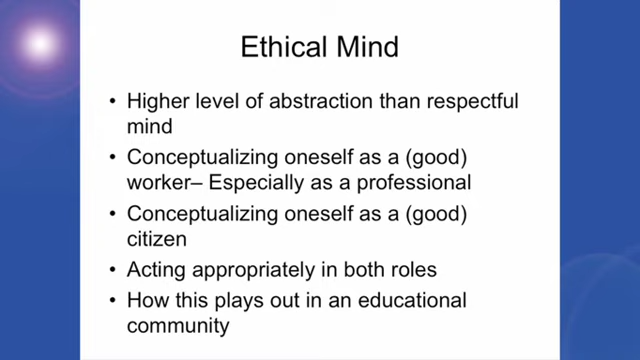 Ethical Mind
• Higher level of abstraction than respectful
mind
• Conceptualizing oneself as a (good)
worker– Especially as a professional
• Conceptualizing oneself as a (good)
citizen
• Acting appropriately in both roles
• How this plays out in an educational
community